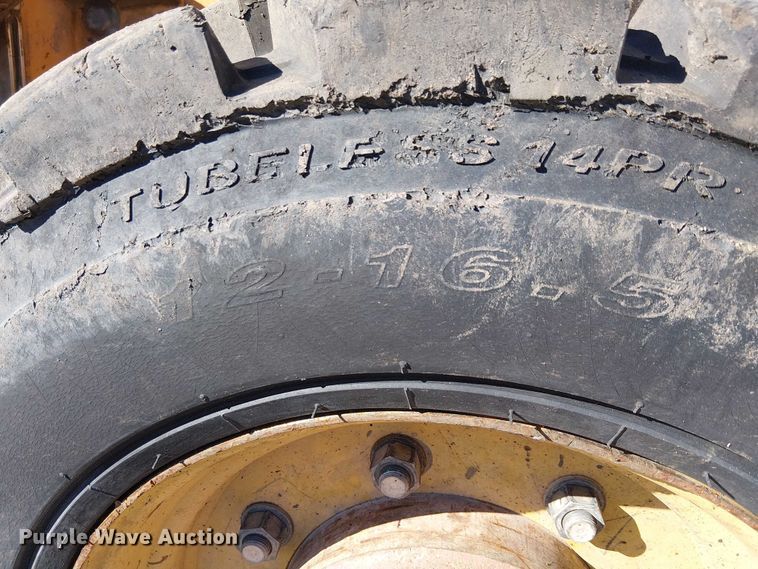 TUBELESS 14PR
12-16.5
Purple Wave Auction